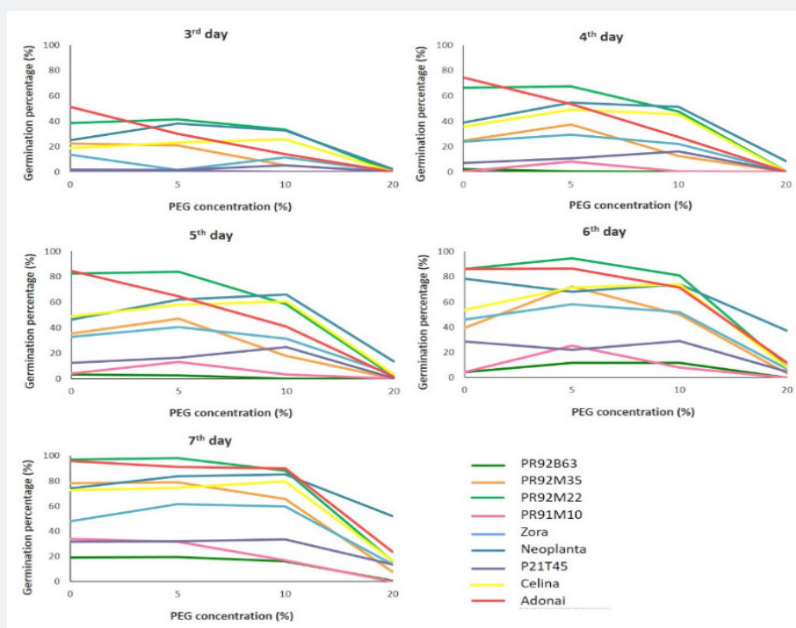 3rd day
Germination percentage (%)
100
80
60
40
20
0
0 5 10 20
PEG concentration (%)
4th day
Germination percentage (%)
100
80
60
40
20
0
0 5 10 20
PEG concentration (%)
5th day
Germination percentage (%)
100
80
60
40
20
0
0 5 10 20
PEG concentration (%)
6th day
Germination percentage (%)
100
80
60
40
20
0
0 5 10 20
PEG concentration (%)
7th day
Germination percentage (%)
100
80
60
40
20
0
0 5 10 20
PEG concentration (%)
PR92B63
PR92M35
PR92M22
PR91M10
Zora
Neoplanta
P21T45
Celina
Adonai